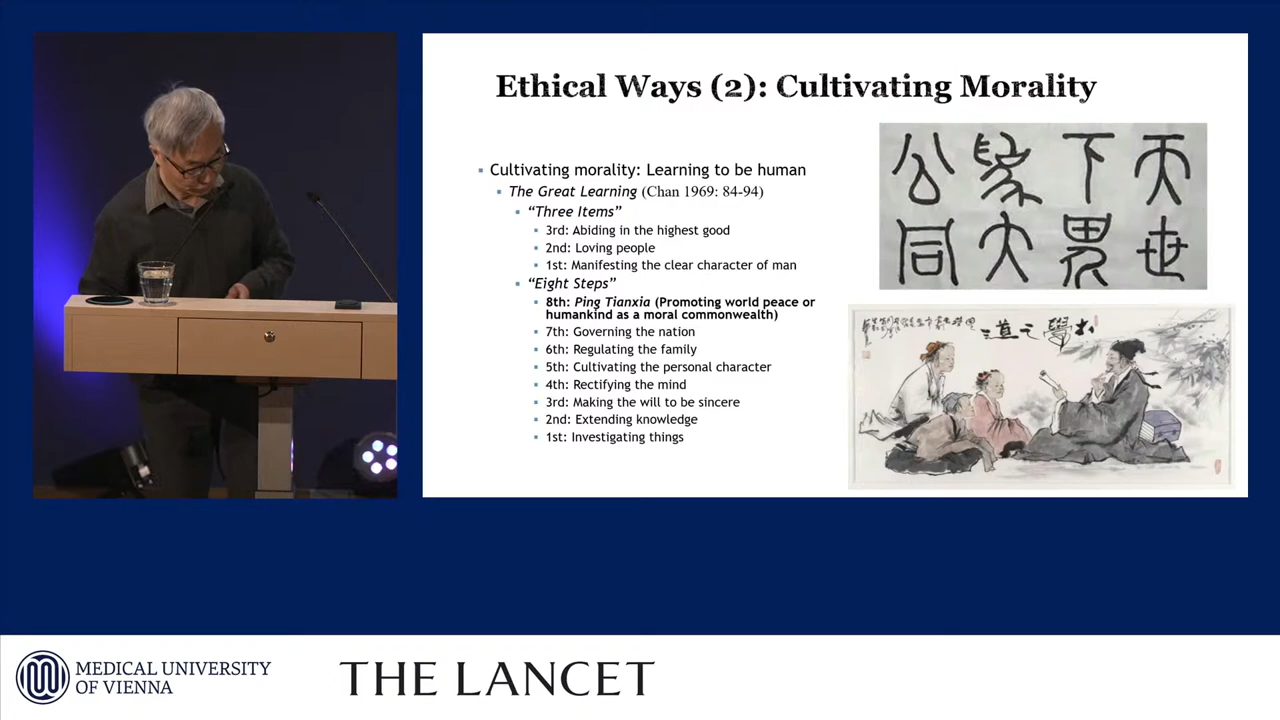 Ethical Ways (2): Cultivating Morality
▪ Cultivating morality: Learning to be human
▪ The Great Learning (Chan 1969: 84-94)
▪ “Three Items”
▪ 3rd: Abiding in the highest good
▪ 2nd: Loving people
▪ 1st: Manifesting the clear character of man
▪ “Eight Steps”
▪ 8th: Ping Tianxia (Promoting world peace or
humankind as a moral commonwealth)
▪ 7th: Governing the nation
▪ 6th: Regulating the family
▪ 5th: Cultivating the personal character
▪ 4th: Rectifying the mind
▪ 3rd: Making the will to be sincere
▪ 2nd: Extending knowledge
▪ 1st: Investigating things
天下為公
世界大同
MEDICAL UNIVERSITY
OF VIENNA
THE LANCET